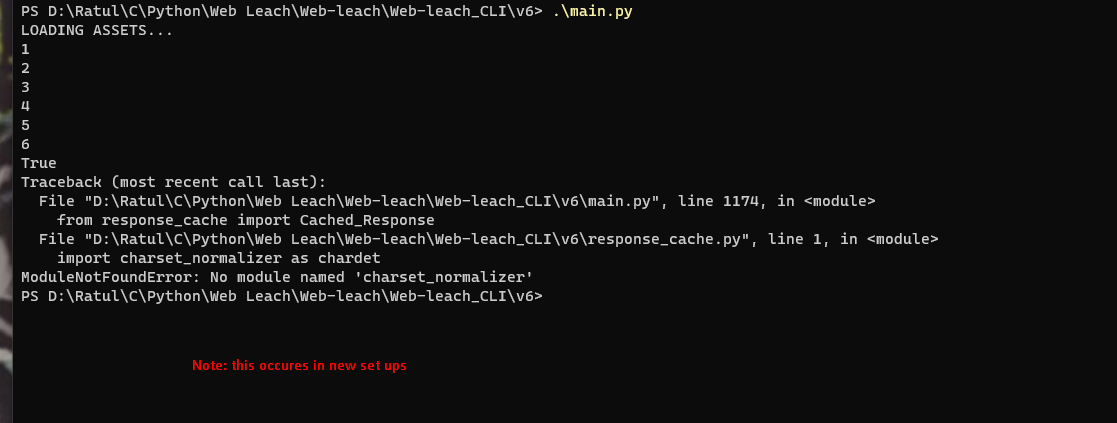 PS D:\Ratul\C\Python\Web Leach\Web-leach\Web-leach_CLI\v6> .\main.py
LOADING ASSETS...
1
2
3
4
5
6
True
Traceback (most recent call last):
  File "D:\Ratul\C\Python\Web Leach\Web-leach\Web-leach_CLI\v6\main.py", line 1174, in <module>
    from response_cache import Cached_Response
  File "D:\Ratul\C\Python\Web Leach\Web-leach\Web-leach_CLI\v6\response_cache.py", line 1, in <module>
    import charset_normalizer as chardet
ModuleNotFoundError: No module named 'charset_normalizer'
PS D:\Ratul\C\Python\Web Leach\Web-leach\Web-leach_CLI\v6>
Note: this occures in new set ups